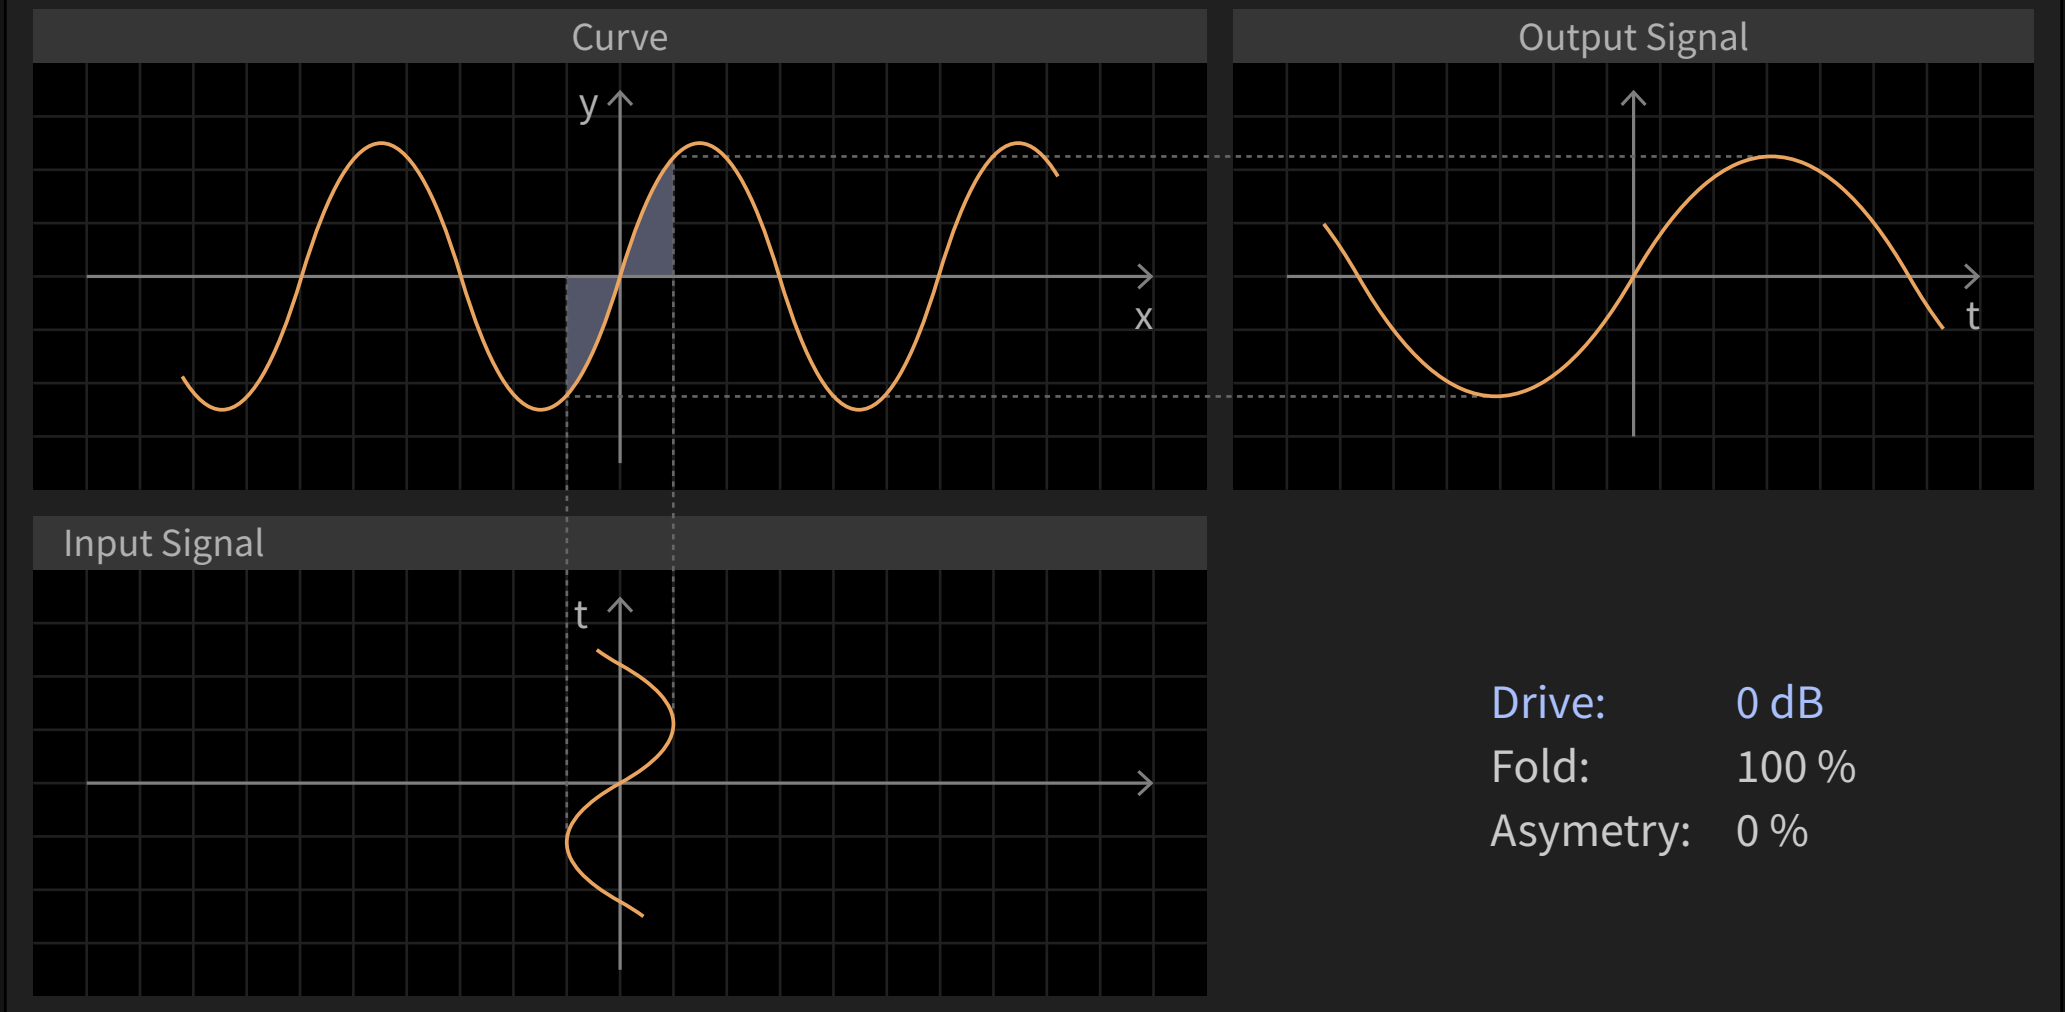 Curve
Output Signal
y
x
t
Input Signal
t
Drive: 0 dB
Fold: 100 %
Asymetry: 0 %